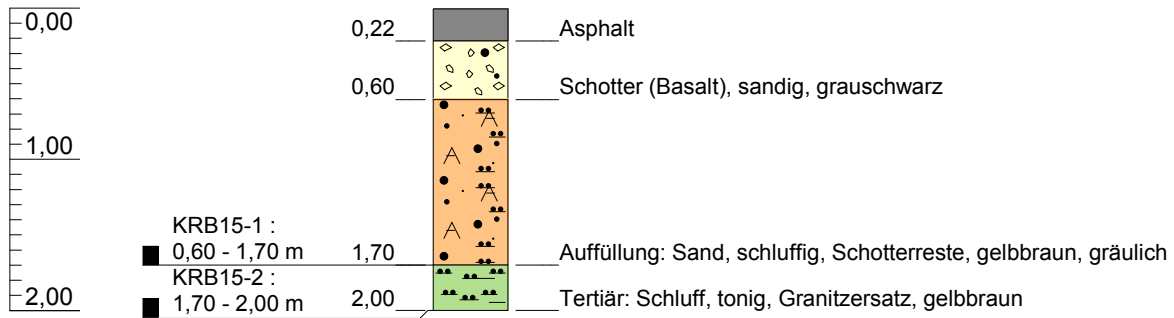 0,00
0,22 Asphalt
0,60 Schotter (Basalt), sandig, grauschwarz
1,00
KRB15-1 :
0,60 - 1,70 m 1,70 Auffüllung: Sand, schluffig, Schotterreste, gelbbraun, gräulich
KRB15-2 :
2,00 1,70 - 2,00 m 2,00 Tertiär: Schluff, tonig, Granitzersatz, gelbbraun